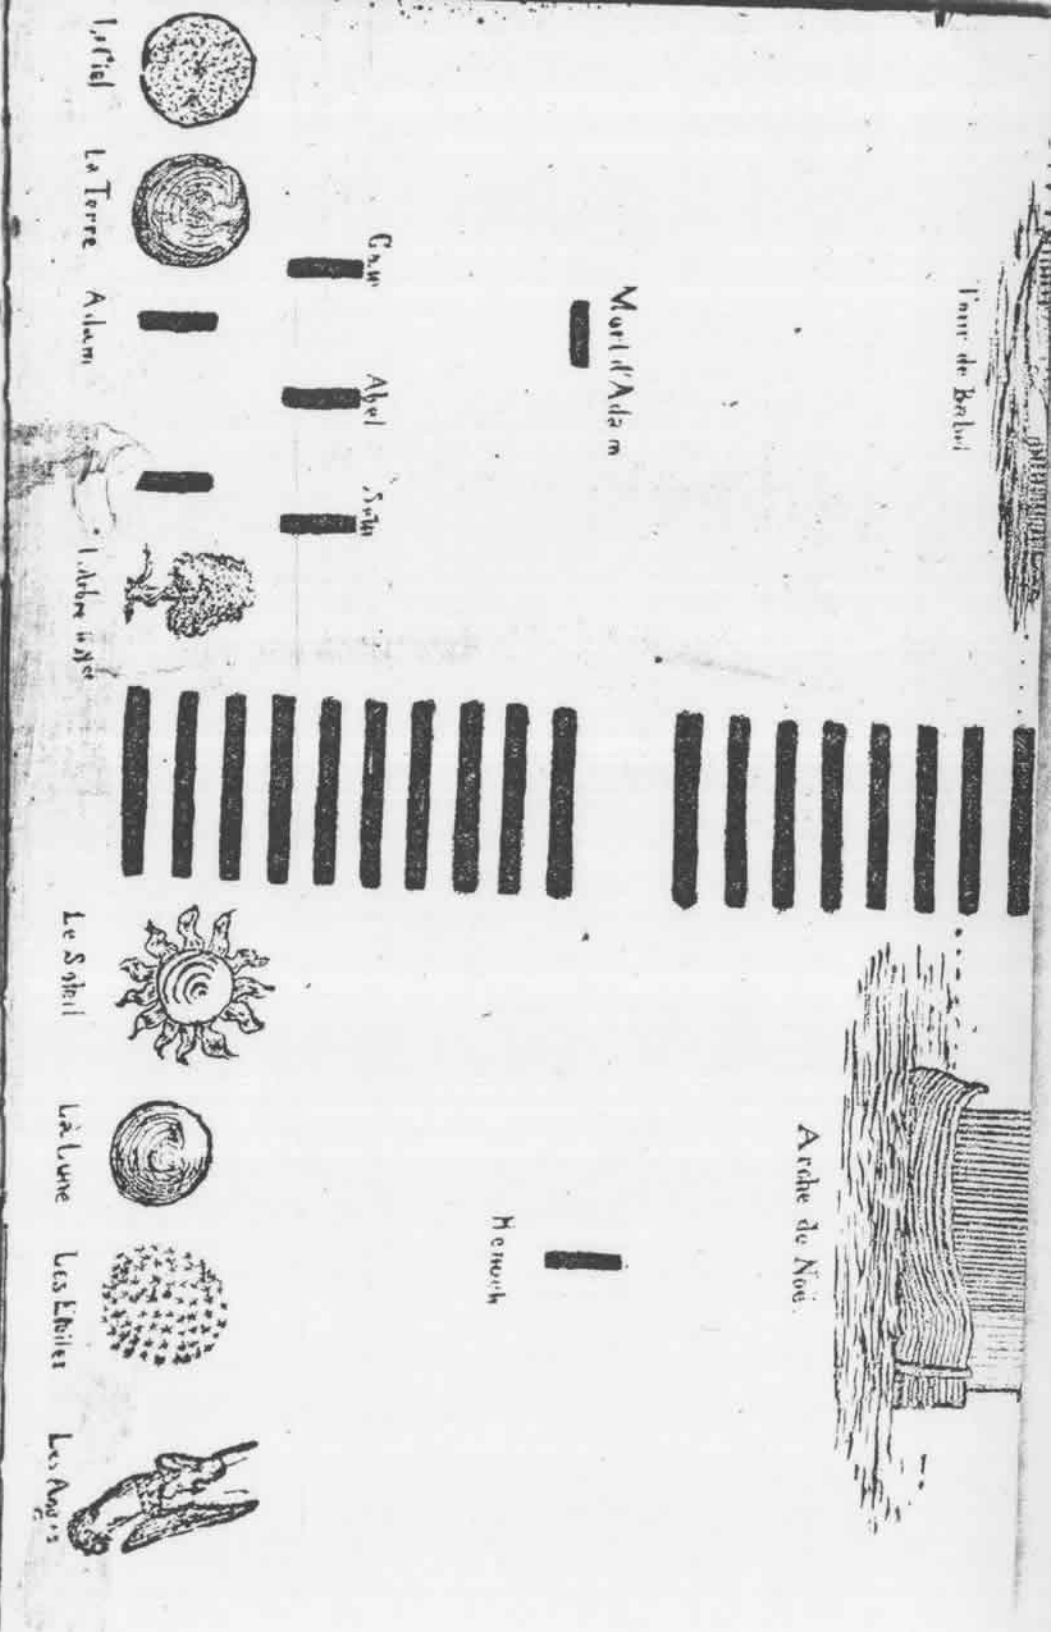 Le Ciel
La Terre
Adam
Le Soleil
La Lune
Les Etoiles
Les Anges
Caïn
Abel
Seth
Mort d'Adam
Henoch
Arche de Noë.
Tour de Babel